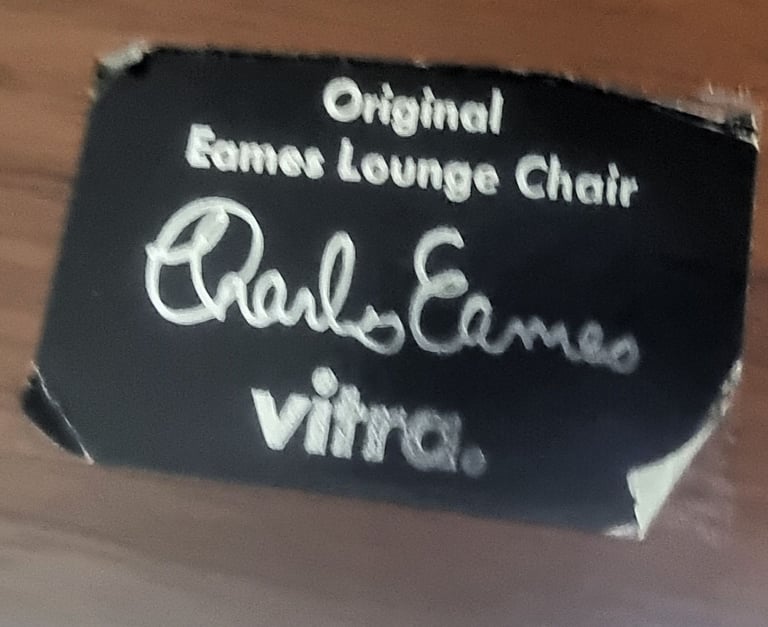 Original
Eames Lounge Chair
Charles Eames
vitra.